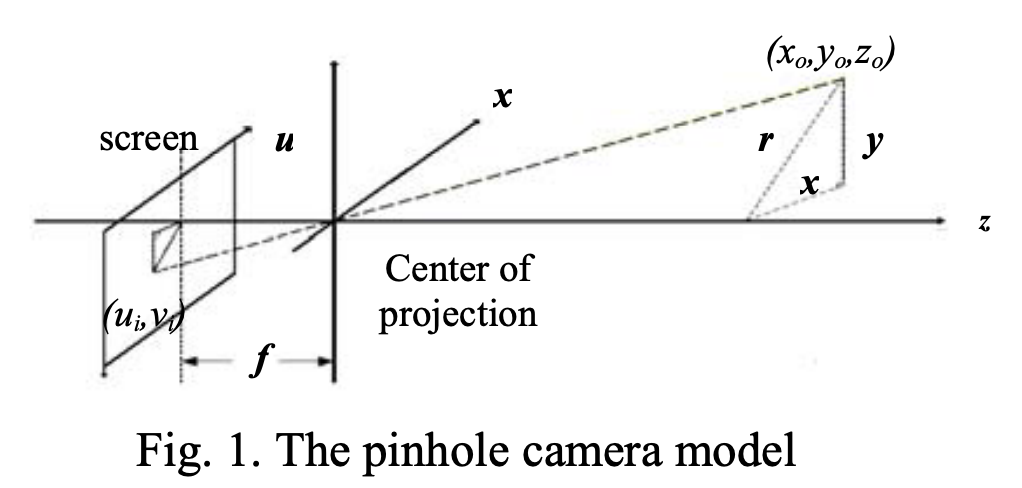 (xo,yo,zo)
x
screen
u
r
y
x
z
Center of
projection
(ui,vi)
f
Fig. 1. The pinhole camera model